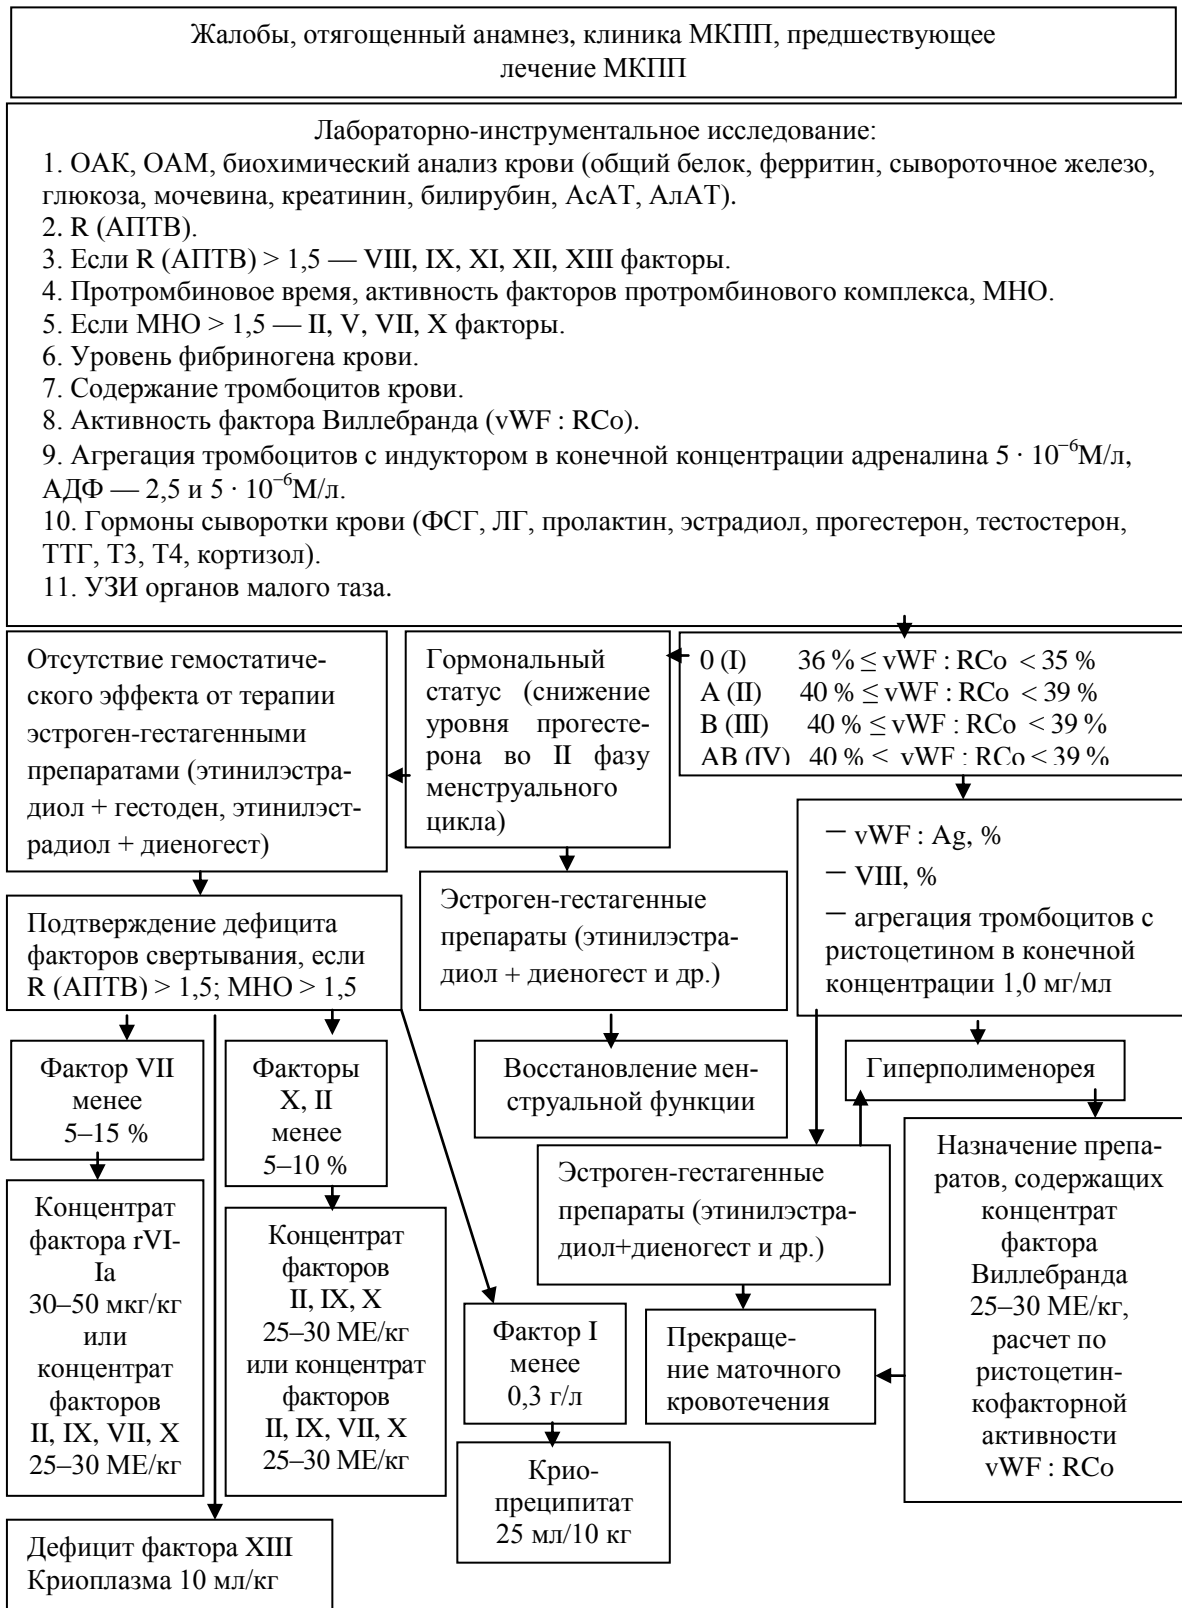 Жалобы, отягощенный анамнез, клиника МКПП, предшествующее
лечение МКПП
Лабораторно-инструментальное исследование:
1. ОАК, ОАМ, биохимический анализ крови (общий белок, ферритин, сывороточное железо,
глюкоза, мочевина, креатинин, билирубин, АсАТ, АлАТ).
2. R (АПТВ).
3. Если R (АПТВ) > 1,5 — VIII, IX, XI, XII, XIII факторы.
4. Протромбиновое время, активность факторов протромбинового комплекса, МНО.
5. Если МНО > 1,5 — II, V, VII, X факторы.
6. Уровень фибриногена крови.
7. Содержание тромбоцитов крови.
8. Активность фактора Виллебранда (vWF : RCo).
9. Агрегация тромбоцитов с индуктором в конечной концентрации адреналина 5 · 10⁻⁶М/л,
АДФ — 2,5 и 5 · 10⁻⁶М/л.
10. Гормоны сыворотки крови (ФСГ, ЛГ, пролактин, эстрадиол, прогестерон, тестостерон,
ТТГ, Т3, Т4, кортизол).
11. УЗИ органов малого таза.
Отсутствие гемостатиче-
ского эффекта от терапии
эстроген-гестагенными
препаратами (этинилэстра-
диол + гестоден, этинилэст-
радиол + диеногест)
Гормональный
статус (снижение
уровня прогесте-
рона во II фазу
менструального
цикла)
0 (I) 36 % ≤ vWF : RCo < 35 %
A (II) 40 % ≤ vWF : RCo < 39 %
B (III) 40 % ≤ vWF : RCo < 39 %
AB (IV) 40 % ≤ vWF : RCo < 39 %
— vWF : Ag, %
— VIII, %
— агрегация тромбоцитов с
ристоцетином в конечной
концентрации 1,0 мг/мл
Подтверждение дефицита
факторов свертывания, если
R (АПТВ) > 1,5; МНО > 1,5
Эстроген-гестагенные
препараты (этинилэстра-
диол + диеногест и др.)
Фактор VII
менее
5–15 %
Факторы
X, II
менее
5–10 %
Восстановление мен-
струальной функции
Гиперполименорея
Концентрат
фактора rVI-
Ia
30–50 мкг/кг
или
концентрат
факторов
II, IX, VII, X
25–30 МЕ/кг
Концентрат
факторов
II, IX, X
25–30 МЕ/кг
или концентрат
факторов
II, IX, VII, X
25–30 МЕ/кг
Эстроген-гестагенные
препараты (этинилэстра-
диол+диеногест и др.)
Назначение препа-
ратов, содержащих
концентрат
фактора
Виллебранда
25–30 МЕ/кг,
расчет по
ристоцетин-
кофакторной
активности
vWF : RCo
Фактор I
менее
0,3 г/л
Прекраще-
ние маточного
кровотечения
Крио-
преципитат
25 мл/10 кг
Дефицит фактора XIII
Криоплазма 10 мл/кг